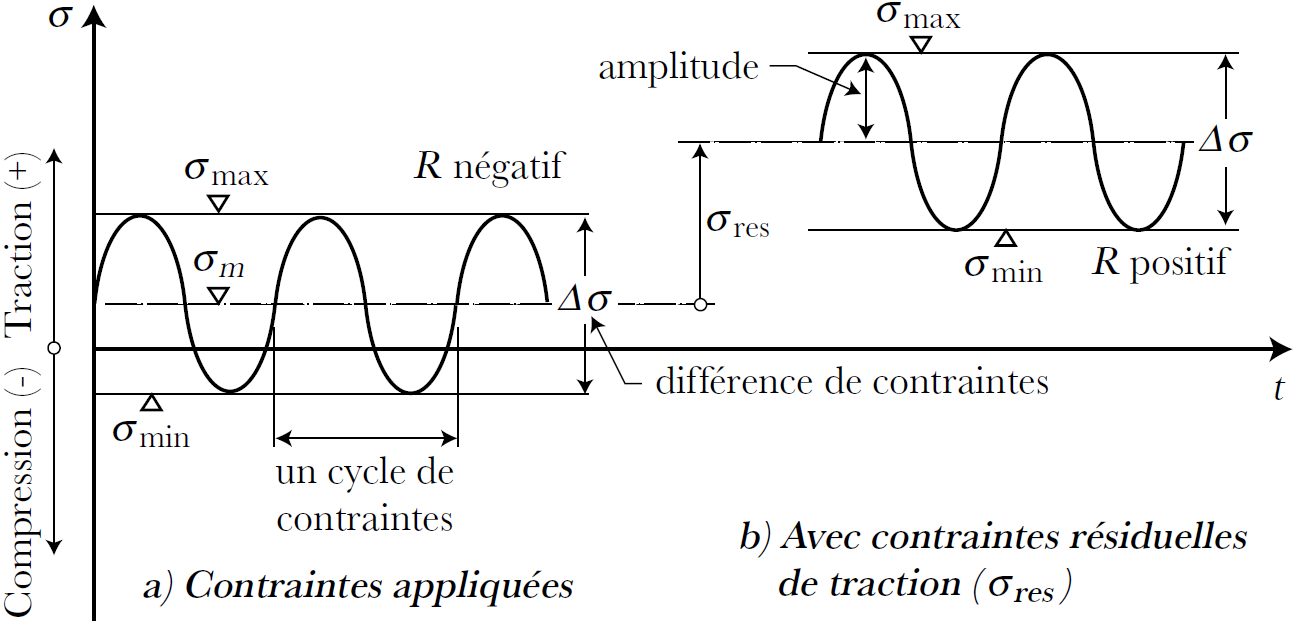 σ
σmax
amplitude
Δσ
σres
σmin
R positif
Traction (+)
Compression (-)
σmax
R négatif
σm
Δσ
différence de contraintes
t
σmin
un cycle de
contraintes
a) Contraintes appliquées
b) Avec contraintes résiduelles
de traction (σres)